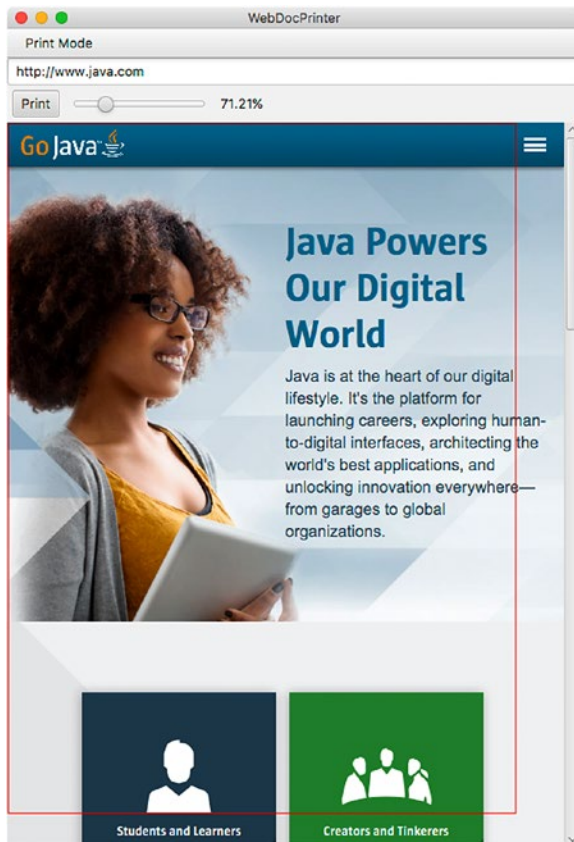 WebDocPrinter
Print Mode
http://www.java.com
Print 71.21%
Go Java™
Java Powers
Our Digital
World
Java is at the heart of our digital
lifestyle. It's the platform for
launching careers, exploring human-
to-digital interfaces, architecting the
world's best applications, and
unlocking innovation everywhere—
from garages to global
organizations.
Students and Learners Creators and Tinkerers